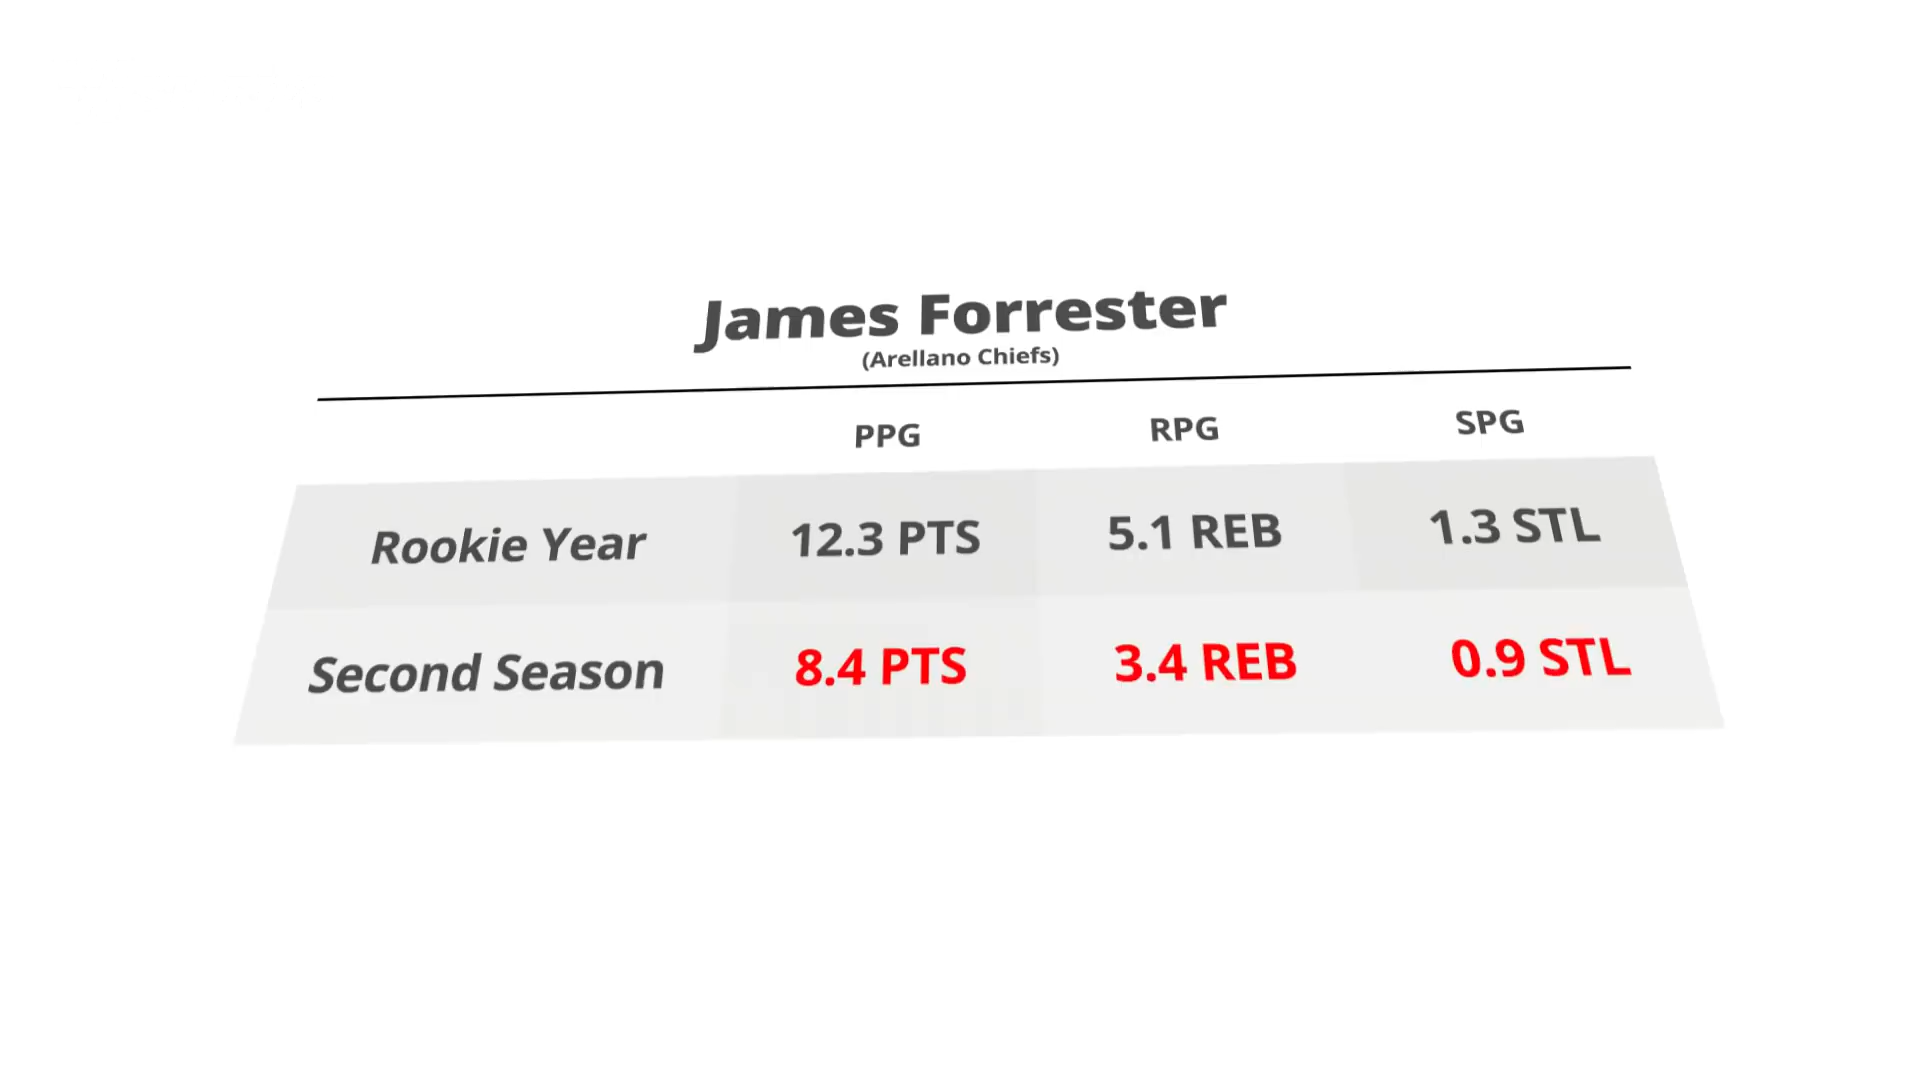 James Forrester
(Arellano Chiefs)
PPG RPG SPG
Rookie Year 12.3 PTS 5.1 REB 1.3 STL
Second Season 8.4 PTS 3.4 REB 0.9 STL